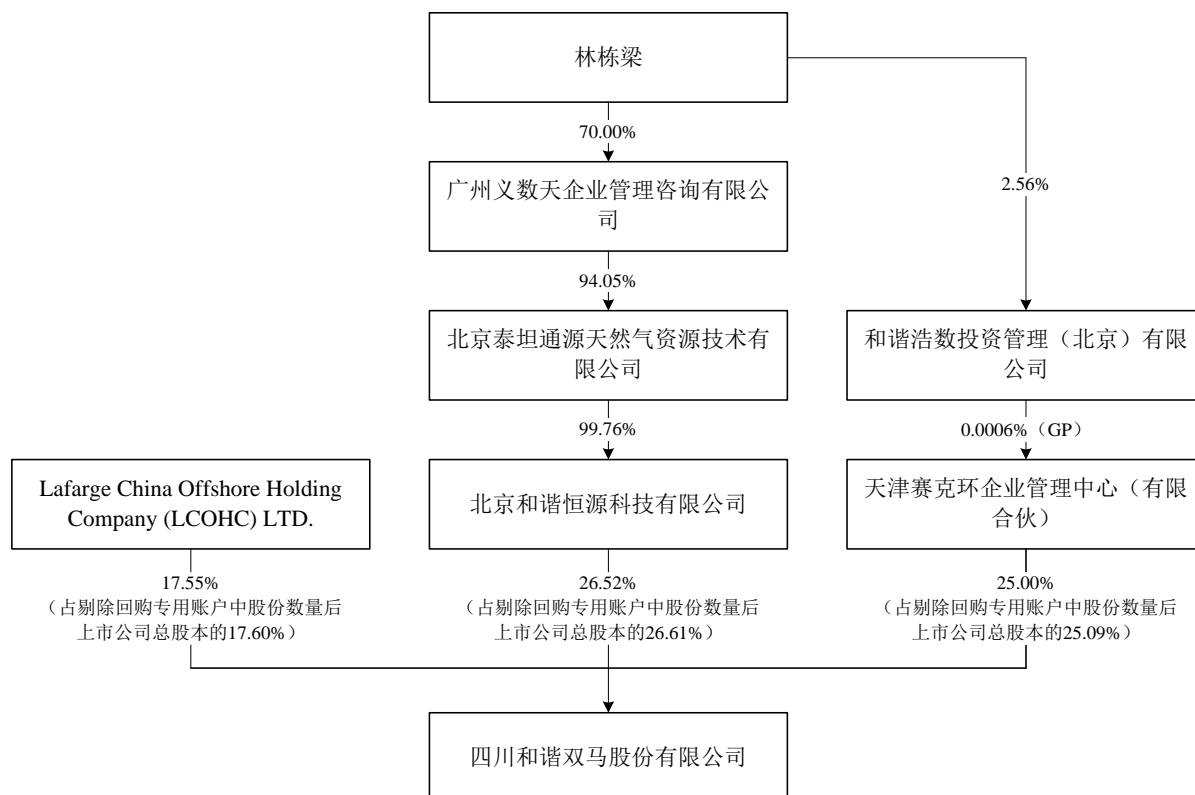 林栋梁
70.00%
广州义数天企业管理咨询有限公
司
2.56%
94.05%
北京泰坦通源天然气资源技术有
限公司
和谐浩数投资管理（北京）有限
公司
99.76%
0.0006%（GP）
Lafarge China Offshore Holding
Company (LCOHC) LTD.
北京和谐恒源科技有限公司
天津赛克环企业管理中心（有限
合伙）
17.55%
（占剔除回购专用账户中股份数量后
上市公司总股本的17.60%）
26.52%
（占剔除回购专用账户中股份数量后
上市公司总股本的26.61%）
25.00%
（占剔除回购专用账户中股份数量后
上市公司总股本的25.09%）
四川和谐双马股份有限公司